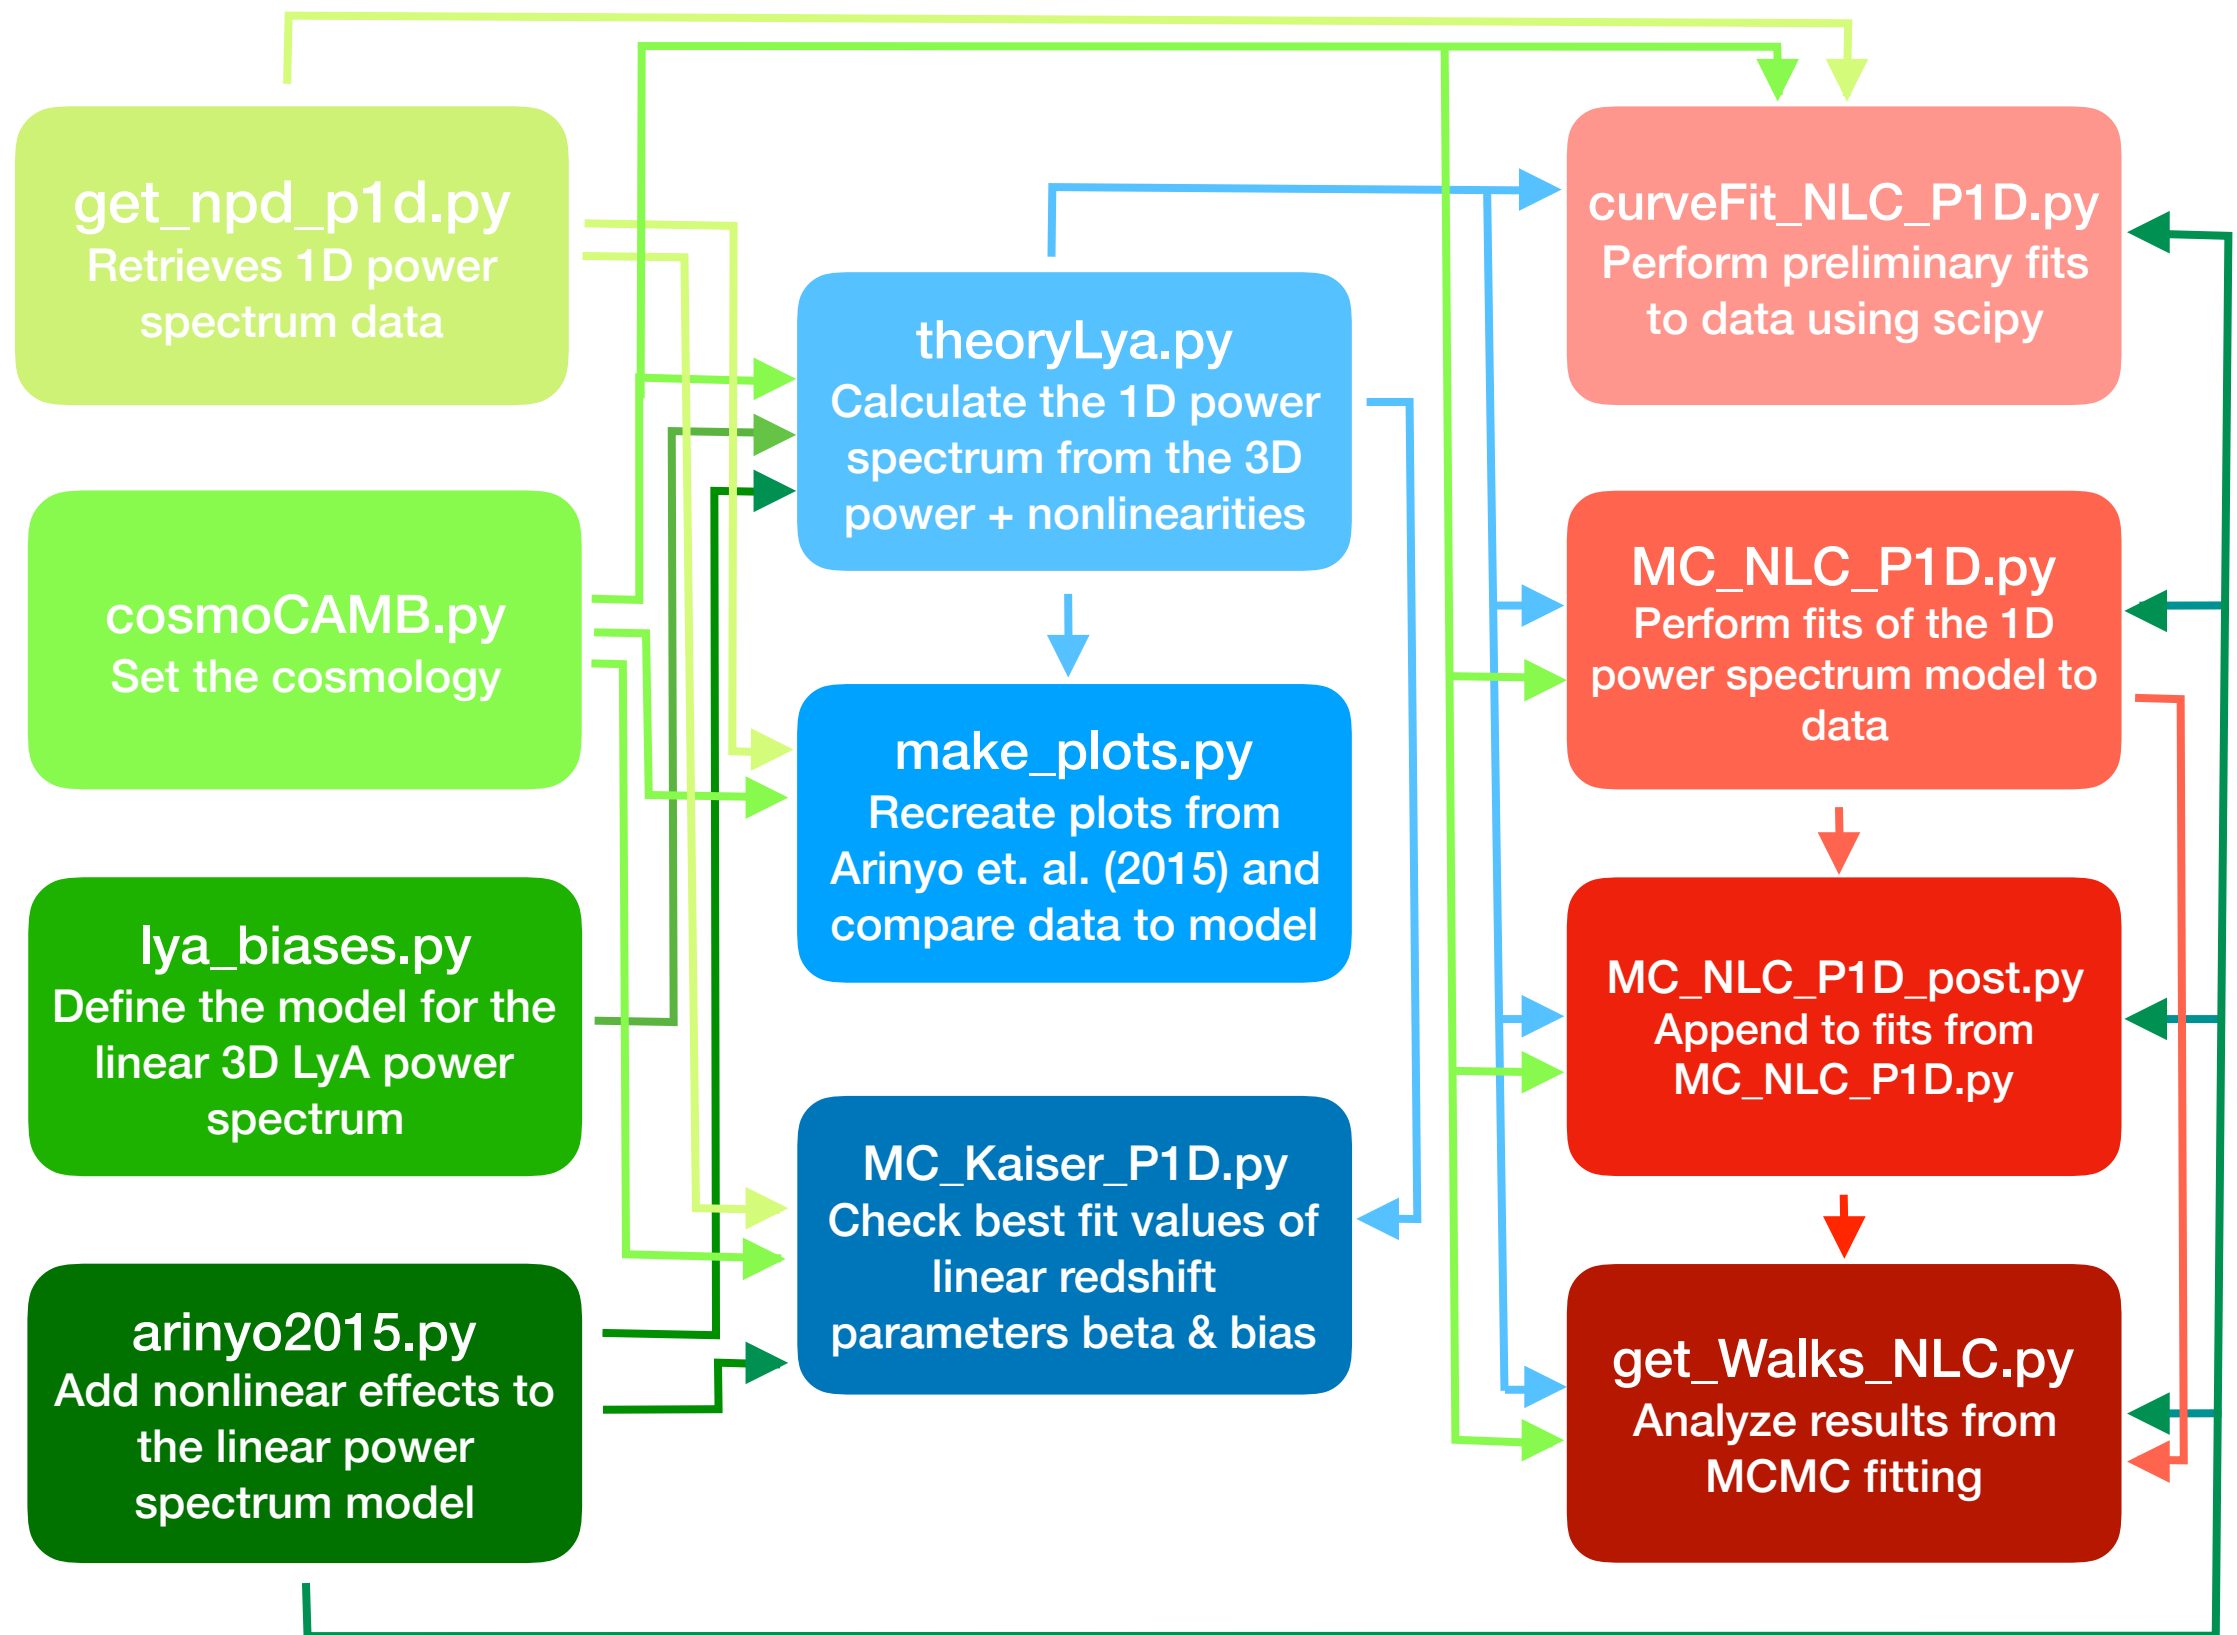 get_npd_p1d.py
Retrieves 1D power
spectrum data
cosmoCAMB.py
Set the cosmology
lya_biases.py
Define the model for the
linear 3D LyA power
spectrum
arinyo2015.py
Add nonlinear effects to
the linear power
spectrum model
theoryLya.py
Calculate the 1D power
spectrum from the 3D
power + nonlinearities
make_plots.py
Recreate plots from
Arinyo et. al. (2015) and
compare data to model
MC_Kaiser_P1D.py
Check best fit values of
linear redshift
parameters beta & bias
curveFit_NLC_P1D.py
Perform preliminary fits
to data using scipy
MC_NLC_P1D.py
Perform fits of the 1D
power spectrum model to
data
MC_NLC_P1D_post.py
Append to fits from
MC_NLC_P1D.py
get_Walks_NLC.py
Analyze results from
MCMC fitting